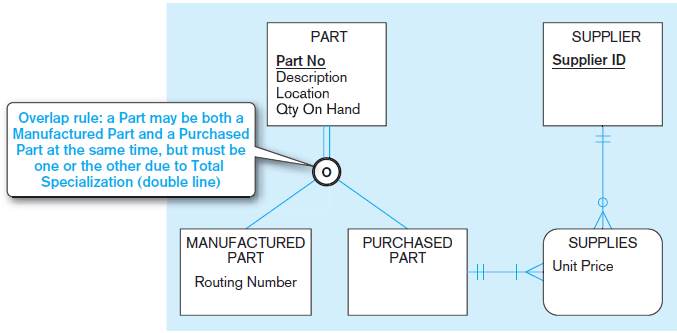 PART
Part No
Description
Location
Qty On Hand
SUPPLIER
Supplier ID
Overlap rule: a Part may be both a
Manufactured Part and a Purchased
Part at the same time, but must be
one or the other due to Total
Specialization (double line)
O
MANUFACTURED
PART
Routing Number
PURCHASED
PART
SUPPLIES
Unit Price